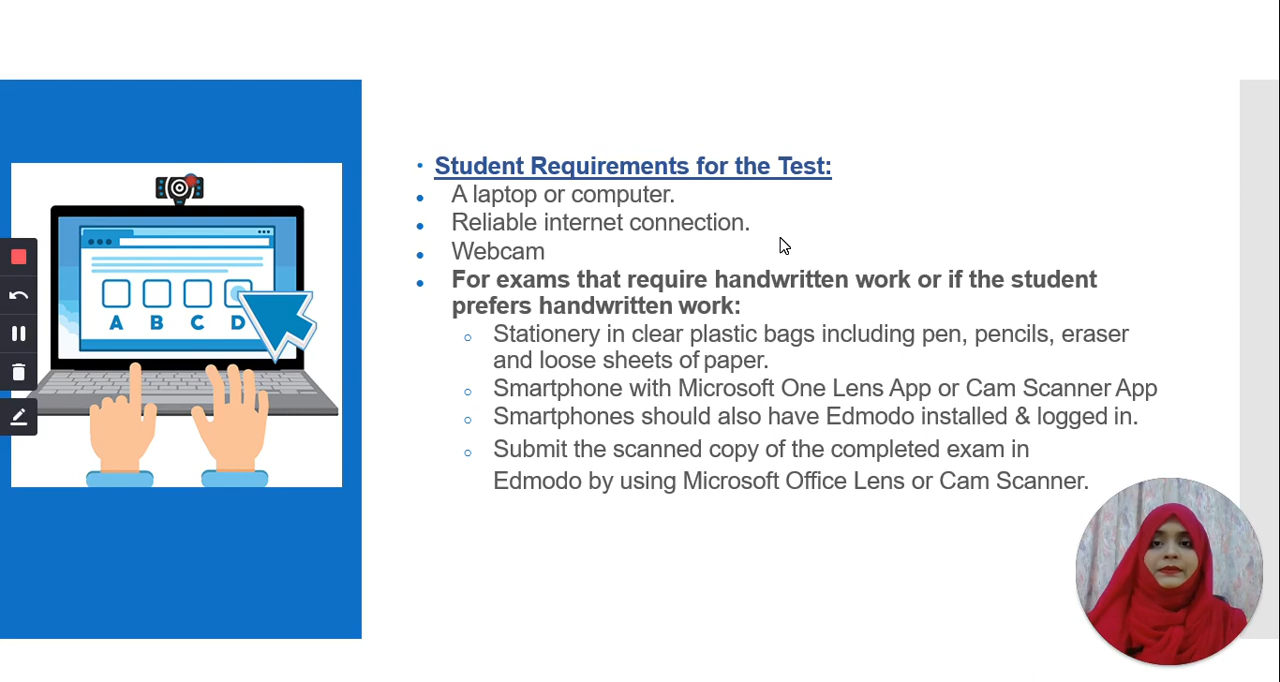 Student Requirements for the Test:
A laptop or computer.
Reliable internet connection.
Webcam
For exams that require handwritten work or if the student
prefers handwritten work:
Stationery in clear plastic bags including pen, pencils, eraser
and loose sheets of paper.
Smartphone with Microsoft One Lens App or Cam Scanner App
Smartphones should also have Edmodo installed & logged in.
Submit the scanned copy of the completed exam in
Edmodo by using Microsoft Office Lens or Cam Scanner.
A B C D